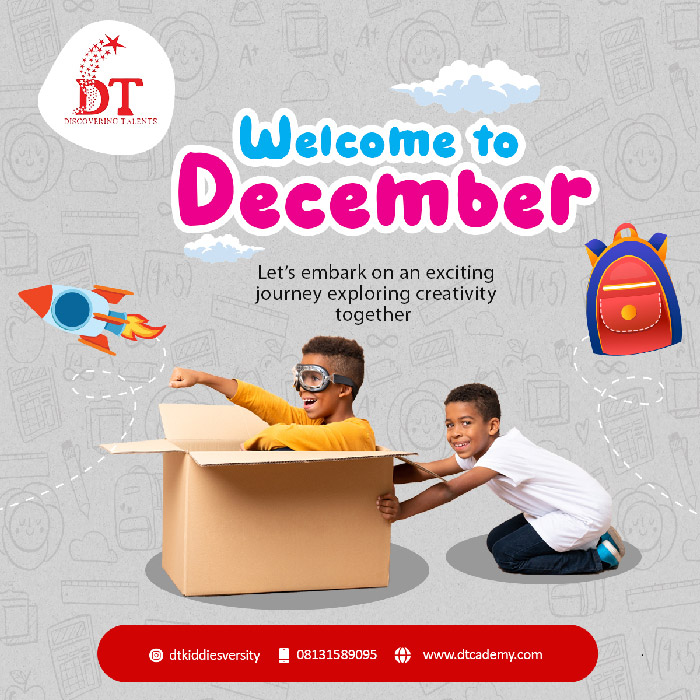 DT
DISCOVERING TALENTS
Welcome to
December
Let's embark on an exciting
journey exploring creativity
together
dtkiddiesversity 08131589095 www.dtcademy.com